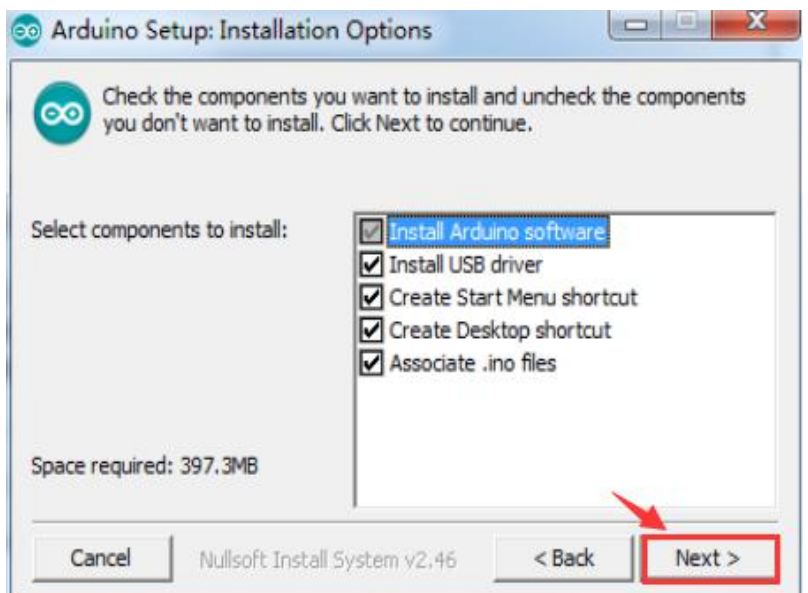 Arduino Setup: Installation Options
Check the components you want to install and uncheck the components
you don't want to install. Click Next to continue.
Select components to install:
Install Arduino software
Install USB driver
Create Start Menu shortcut
Create Desktop shortcut
Associate .ino files
Space required: 397.3MB
Cancel
Nullsoft Install System v2.46
< Back
Next >